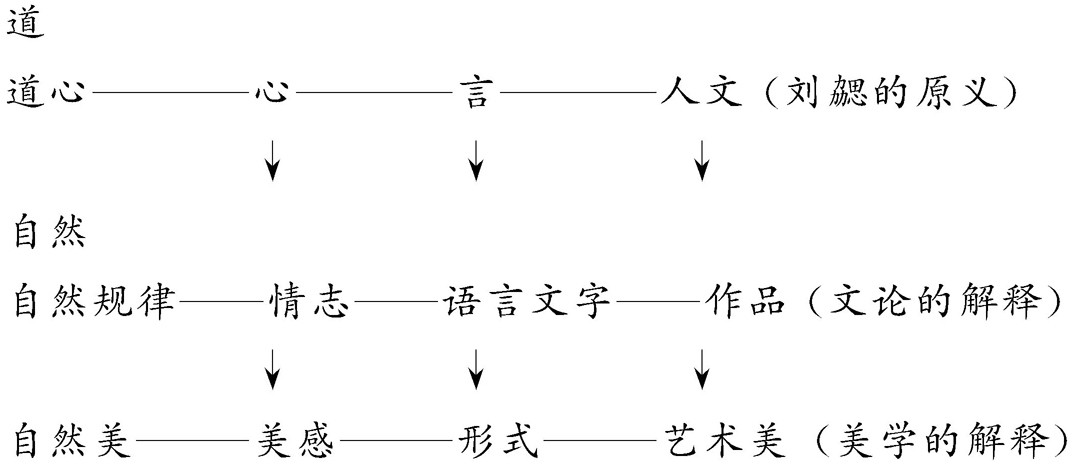 道
道心——心——言——人文（刘勰的原义）
自然
自然规律——情志——语言文字——作品（文论的解释）
自然美——美感——形式——艺术美（美学的解释）